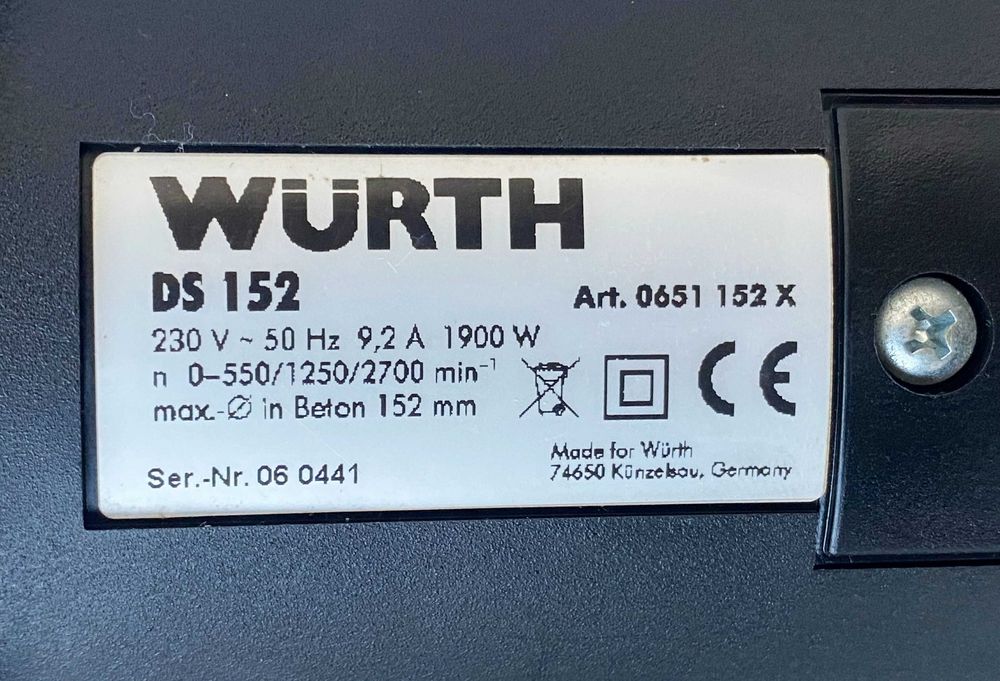 WÜRTH
DS 152
Art. 0651 152 X
230 V ~ 50 Hz 9,2 A 1900 W
n 0–550/1250/2700 min⁻¹
max.-Ø in Beton 152 mm
CE
Made for Würth
74650 Künzelsau, Germany
Ser.-Nr. 06 0441